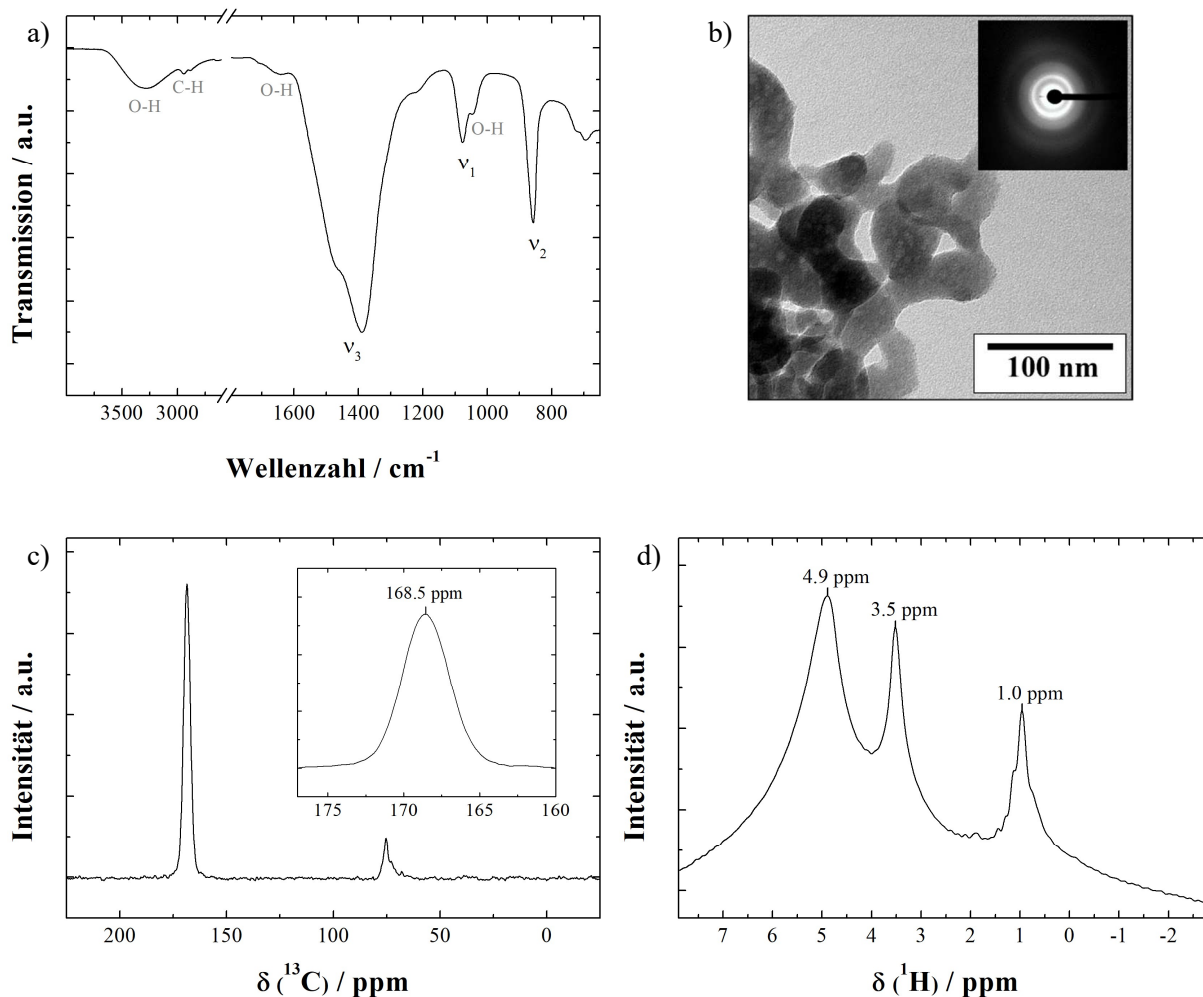 a)
O-H
C-H
O-H
O-H
ν1
ν2
ν3
Transmission / a.u.
3500 3000 1600 1400 1200 1000 800
Wellenzahl / cm-1
b)
100 nm
c)
168.5 ppm
175 170 165 160
Intensität / a.u.
200 150 100 50 0
δ (13C) / ppm
d)
4.9 ppm
3.5 ppm
1.0 ppm
Intensität / a.u.
7 6 5 4 3 2 1 0 -1 -2
δ (1H) / ppm